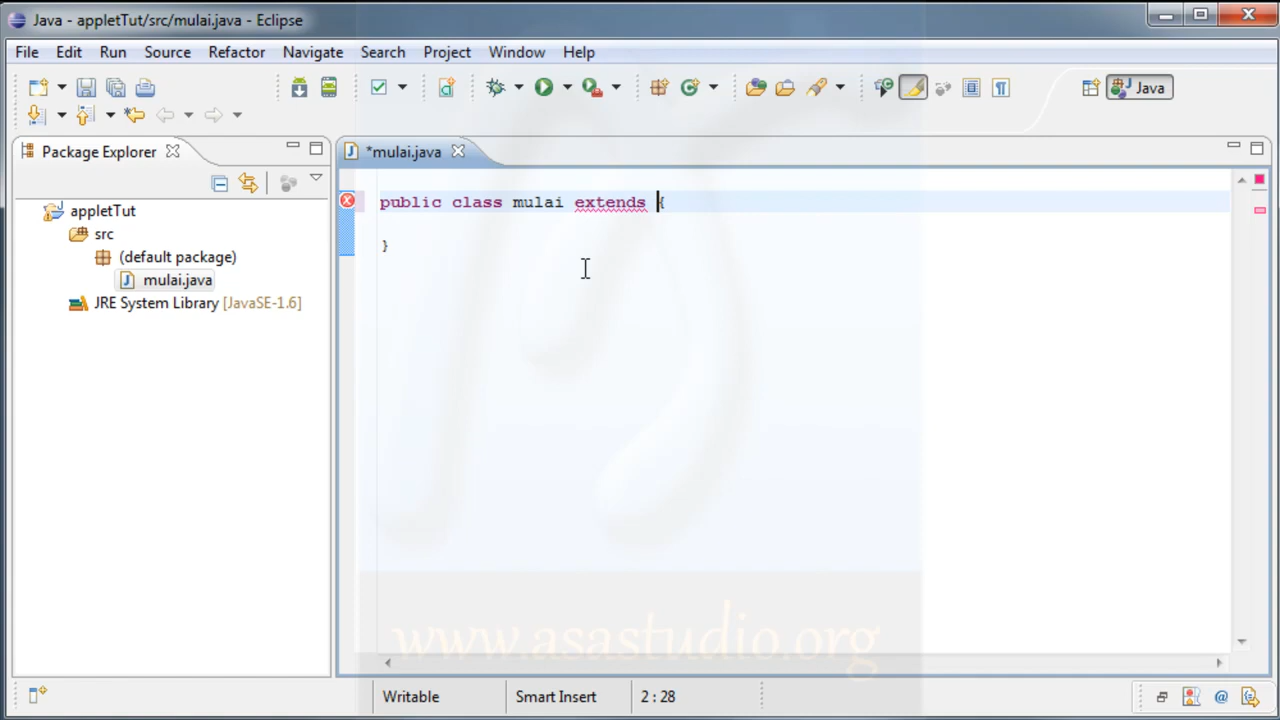 Java - appletTut/src/mulai.java - Eclipse
File Edit Run Source Refactor Navigate Search Project Window Help
Java
Package Explorer
*mulai.java
appletTut
src
(default package)
mulai.java
JRE System Library [JavaSE-1.6]
public class mulai extends {
}
www.asastudio.org
Writable Smart Insert 2 : 28